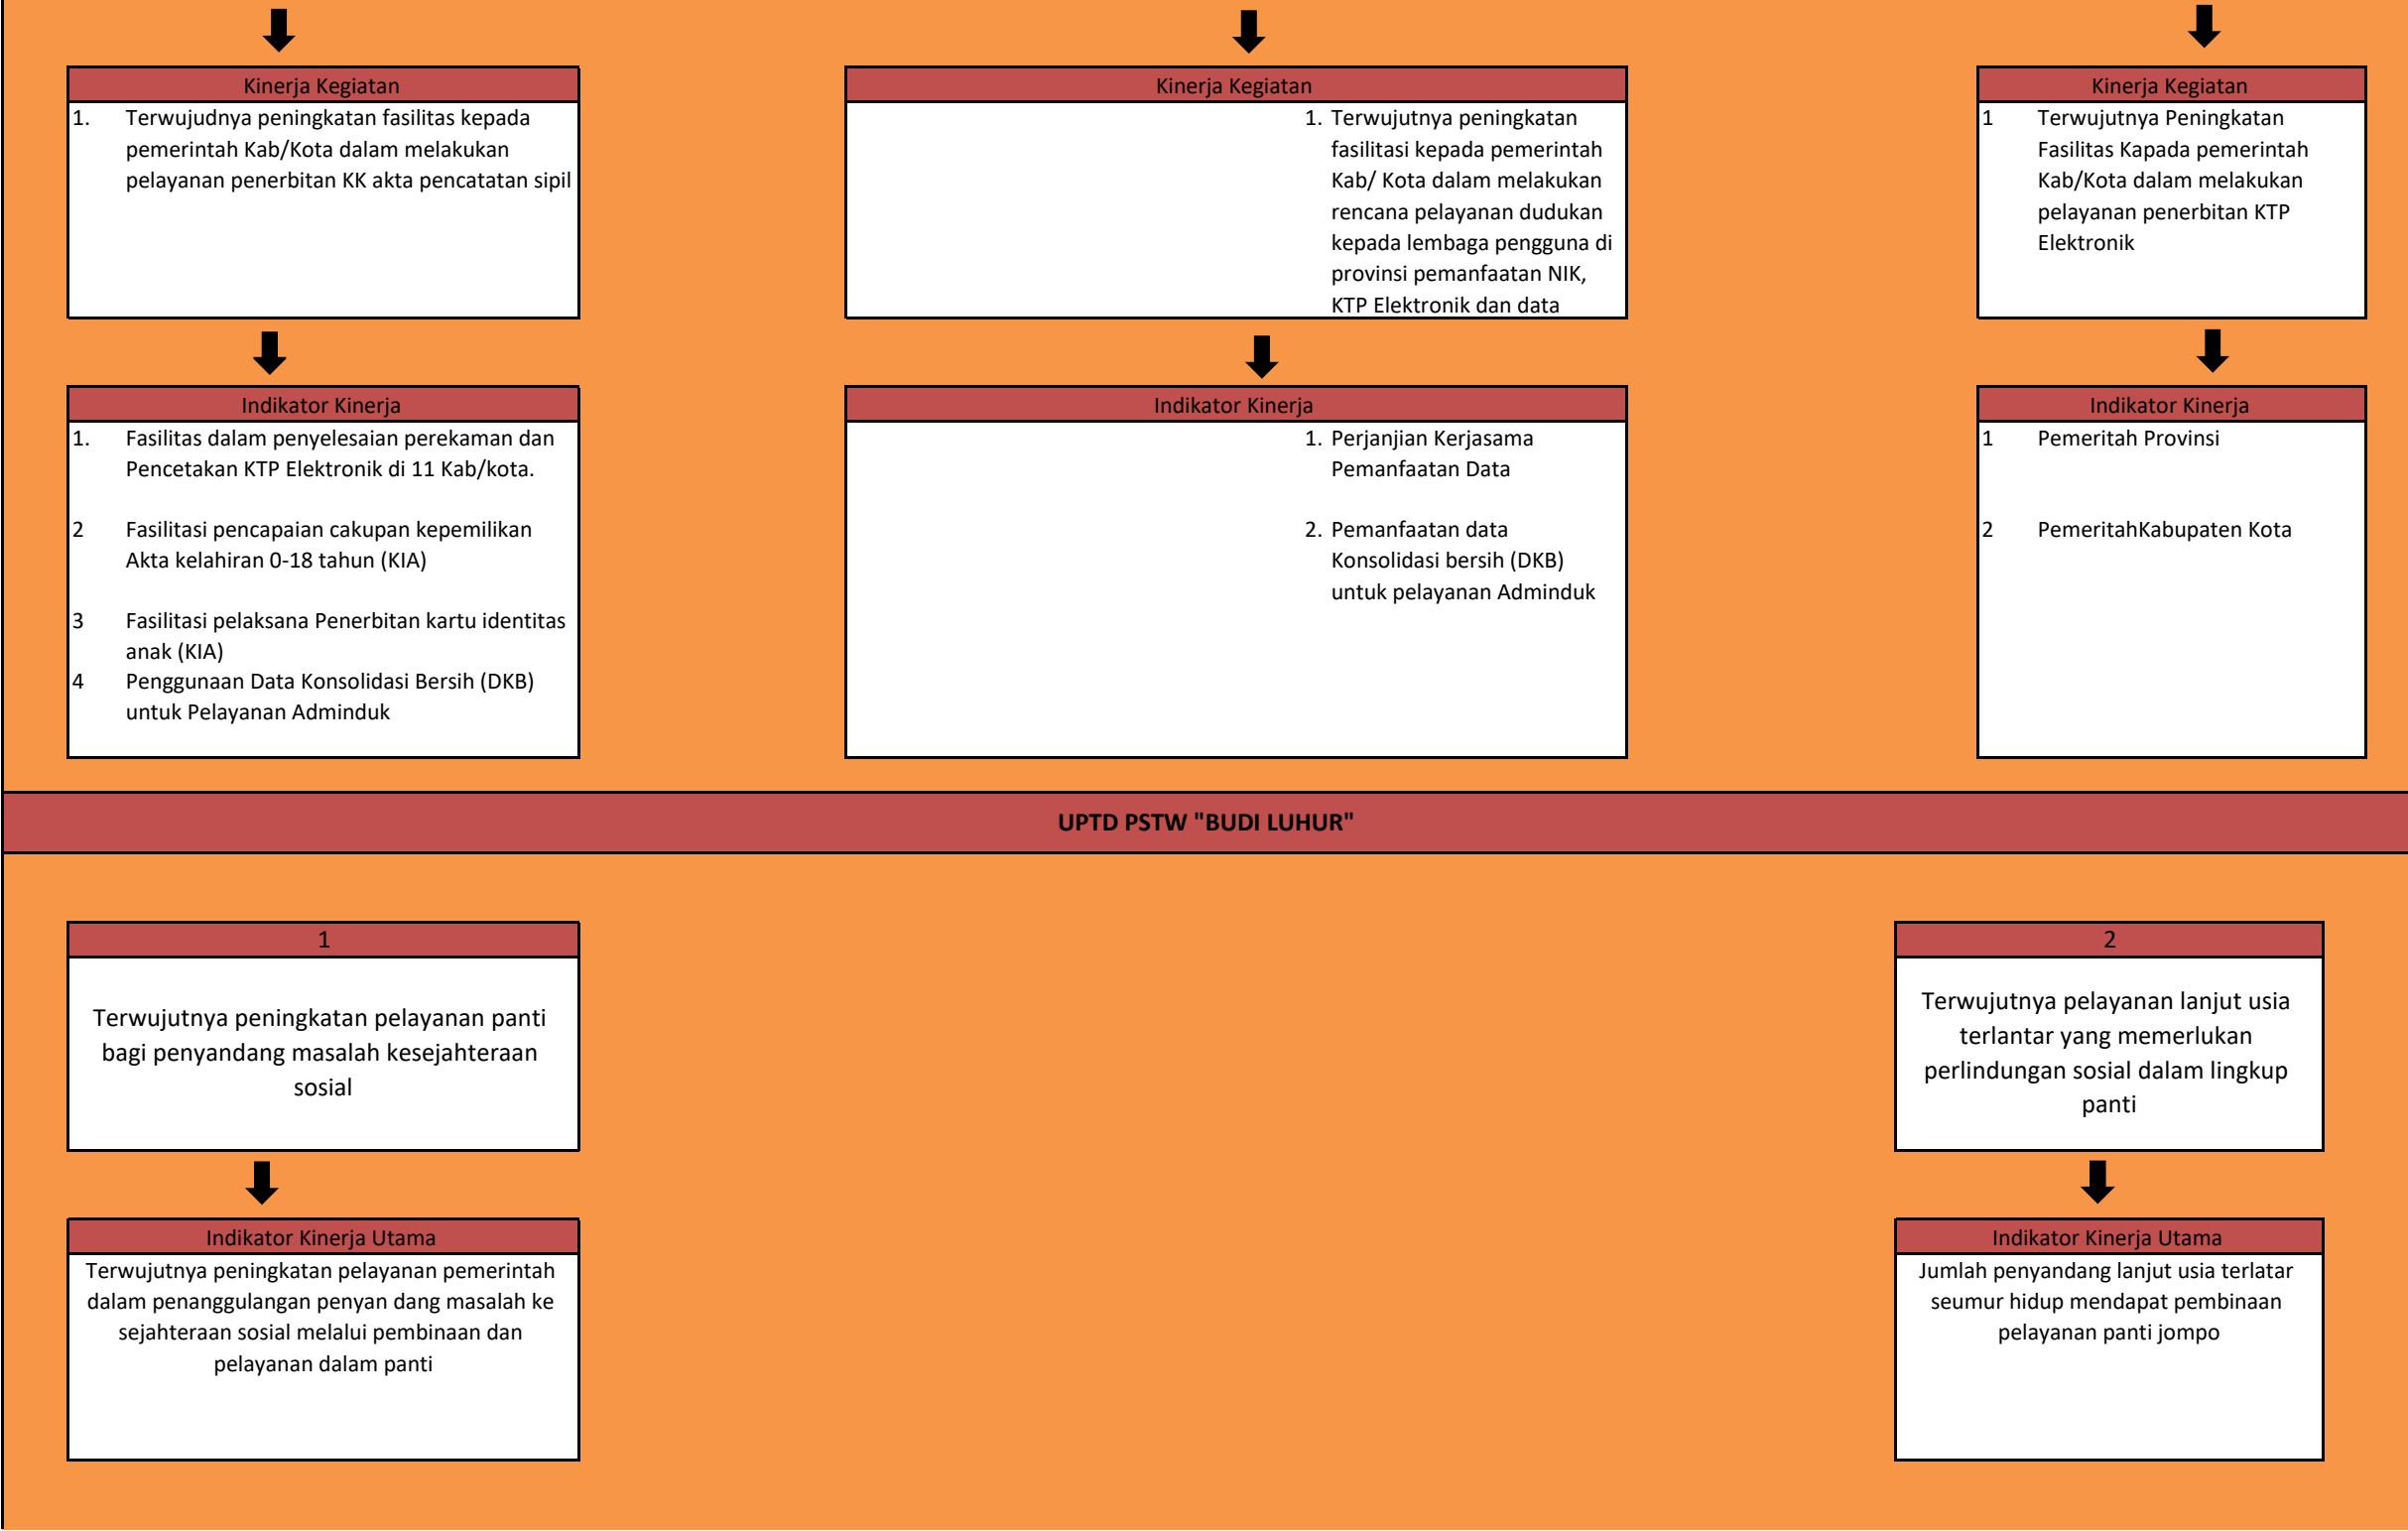 Kinerja Kegiatan
1. Terwujudnya peningkatan fasilitas kepada
pemerintah Kab/Kota dalam melakukan
pelayanan penerbitan KK akta pencatatan sipil
Kinerja Kegiatan
1. Terwujutnya peningkatan
fasilitasi kepada pemerintah
Kab/ Kota dalam melakukan
rencana pelayanan dudukan
kepada lembaga pengguna di
provinsi pemanfaatan NIK,
KTP Elektronik dan data
Kinerja Kegiatan
1 Terwujutnya Peningkatan
Fasilitas Kapada pemerintah
Kab/Kota dalam melakukan
pelayanan penerbitan KTP
Elektronik
Indikator Kinerja
1. Fasilitas dalam penyelesaian perekaman dan
Pencetakan KTP Elektronik di 11 Kab/kota.
2 Fasilitasi pencapaian cakupan kepemilikan
Akta kelahiran 0-18 tahun (KIA)
3 Fasilitasi pelaksana Penerbitan kartu identitas
anak (KIA)
4 Penggunaan Data Konsolidasi Bersih (DKB)
untuk Pelayanan Adminduk
Indikator Kinerja
1. Perjanjian Kerjasama
Pemanfaatan Data
2. Pemanfaatan data
Konsolidasi bersih (DKB)
untuk pelayanan Adminduk
Indikator Kinerja
1 Pemeritah Provinsi
2 PemeritahKabupaten Kota
UPTD PSTW "BUDI LUHUR"
1
Terwujutnya peningkatan pelayanan panti
bagi penyandang masalah kesejahteraan
sosial
2
Terwujutnya pelayanan lanjut usia
terlantar yang memerlukan
perlindungan sosial dalam lingkup
panti
Indikator Kinerja Utama
Terwujutnya peningkatan pelayanan pemerintah
dalam penanggulangan penyan dang masalah ke
sejahteraan sosial melalui pembinaan dan
pelayanan dalam panti
Indikator Kinerja Utama
Jumlah penyandang lanjut usia terlatar
seumur hidup mendapat pembinaan
pelayanan panti jompo